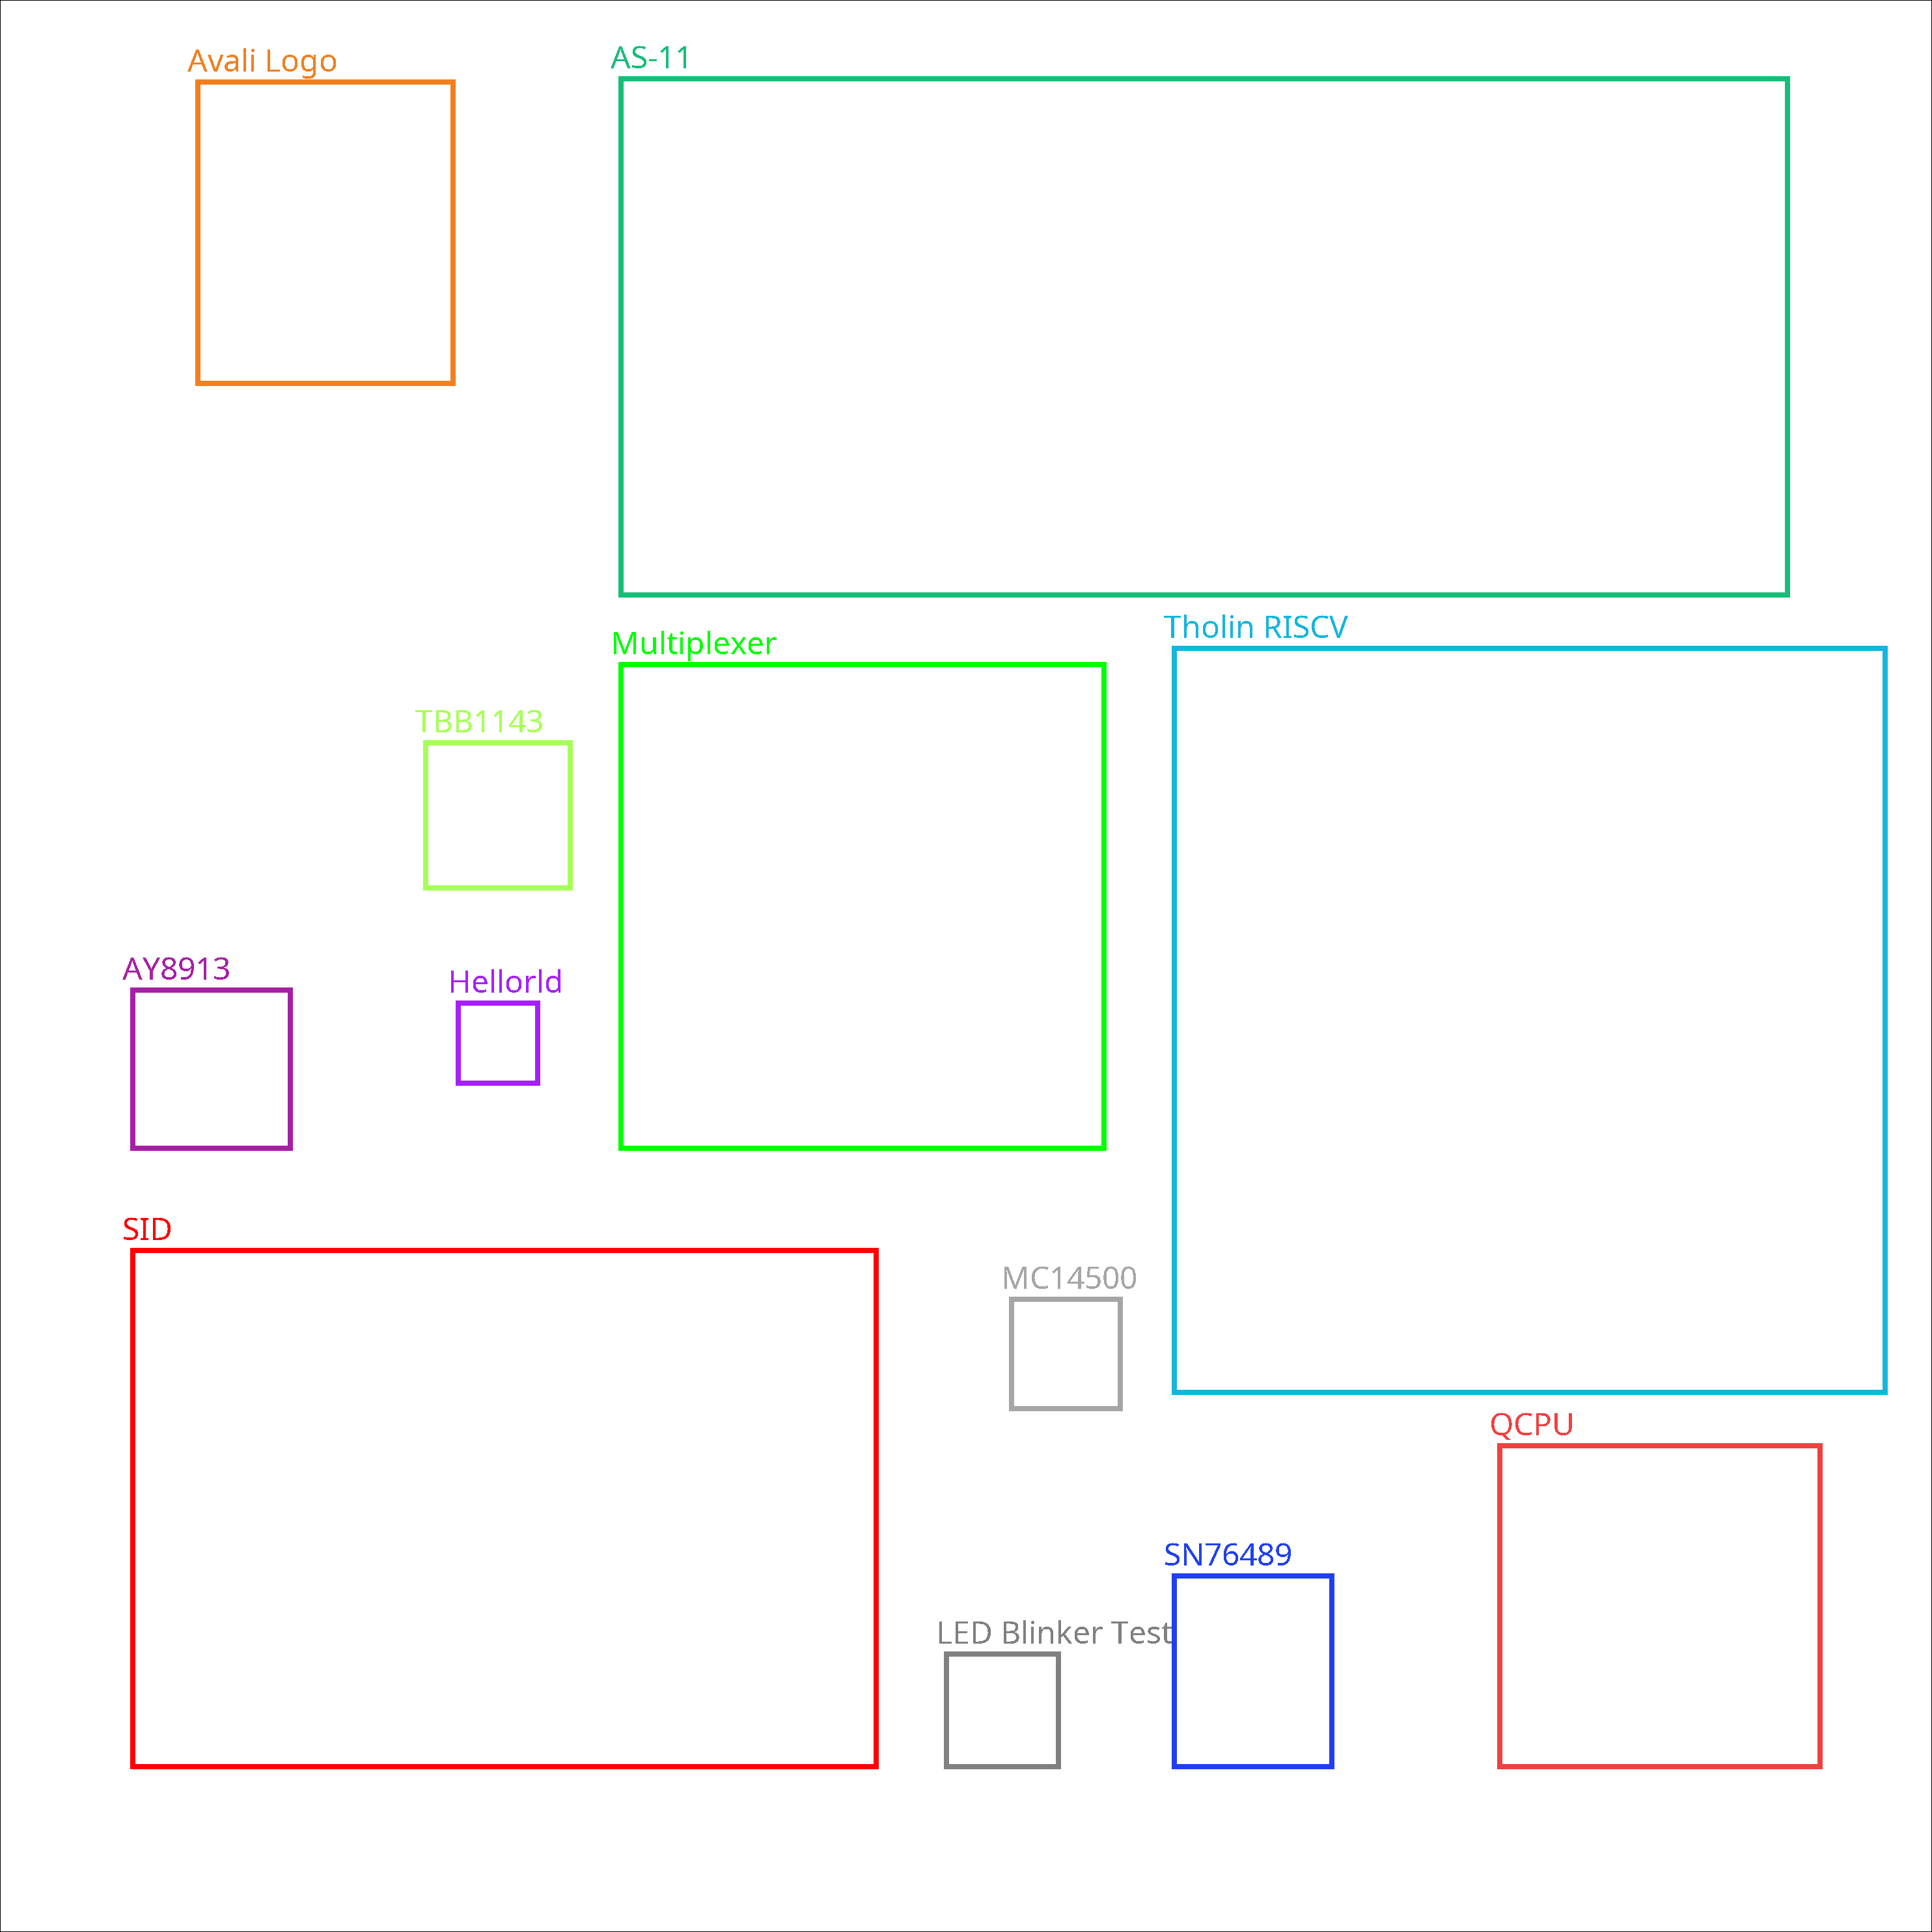 Avali Logo
AS-11
Tholin RISCV
Multiplexer
TBB1143
AY8913
Hellorld
SID
MC14500
QCPU
SN76489
LED Blinker Test